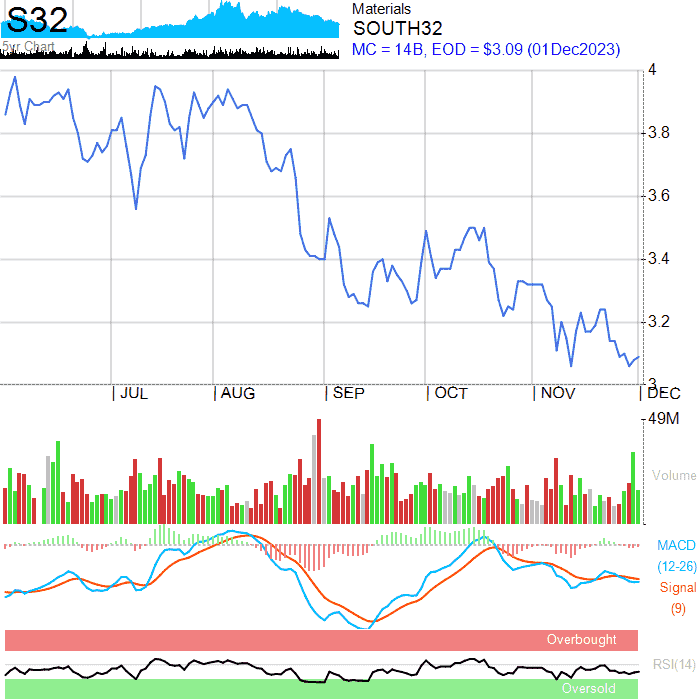 S32
5yr Chart
Materials
SOUTH32
MC = 14B, EOD = $3.09 (01Dec2023)
4
3.8
3.6
3.4
3.2
3
| JUL | AUG | SEP | OCT | NOV | DEC
49M
Volume
MACD
(12-26)
Signal
(9)
Overbought
RSI(14)
Oversold